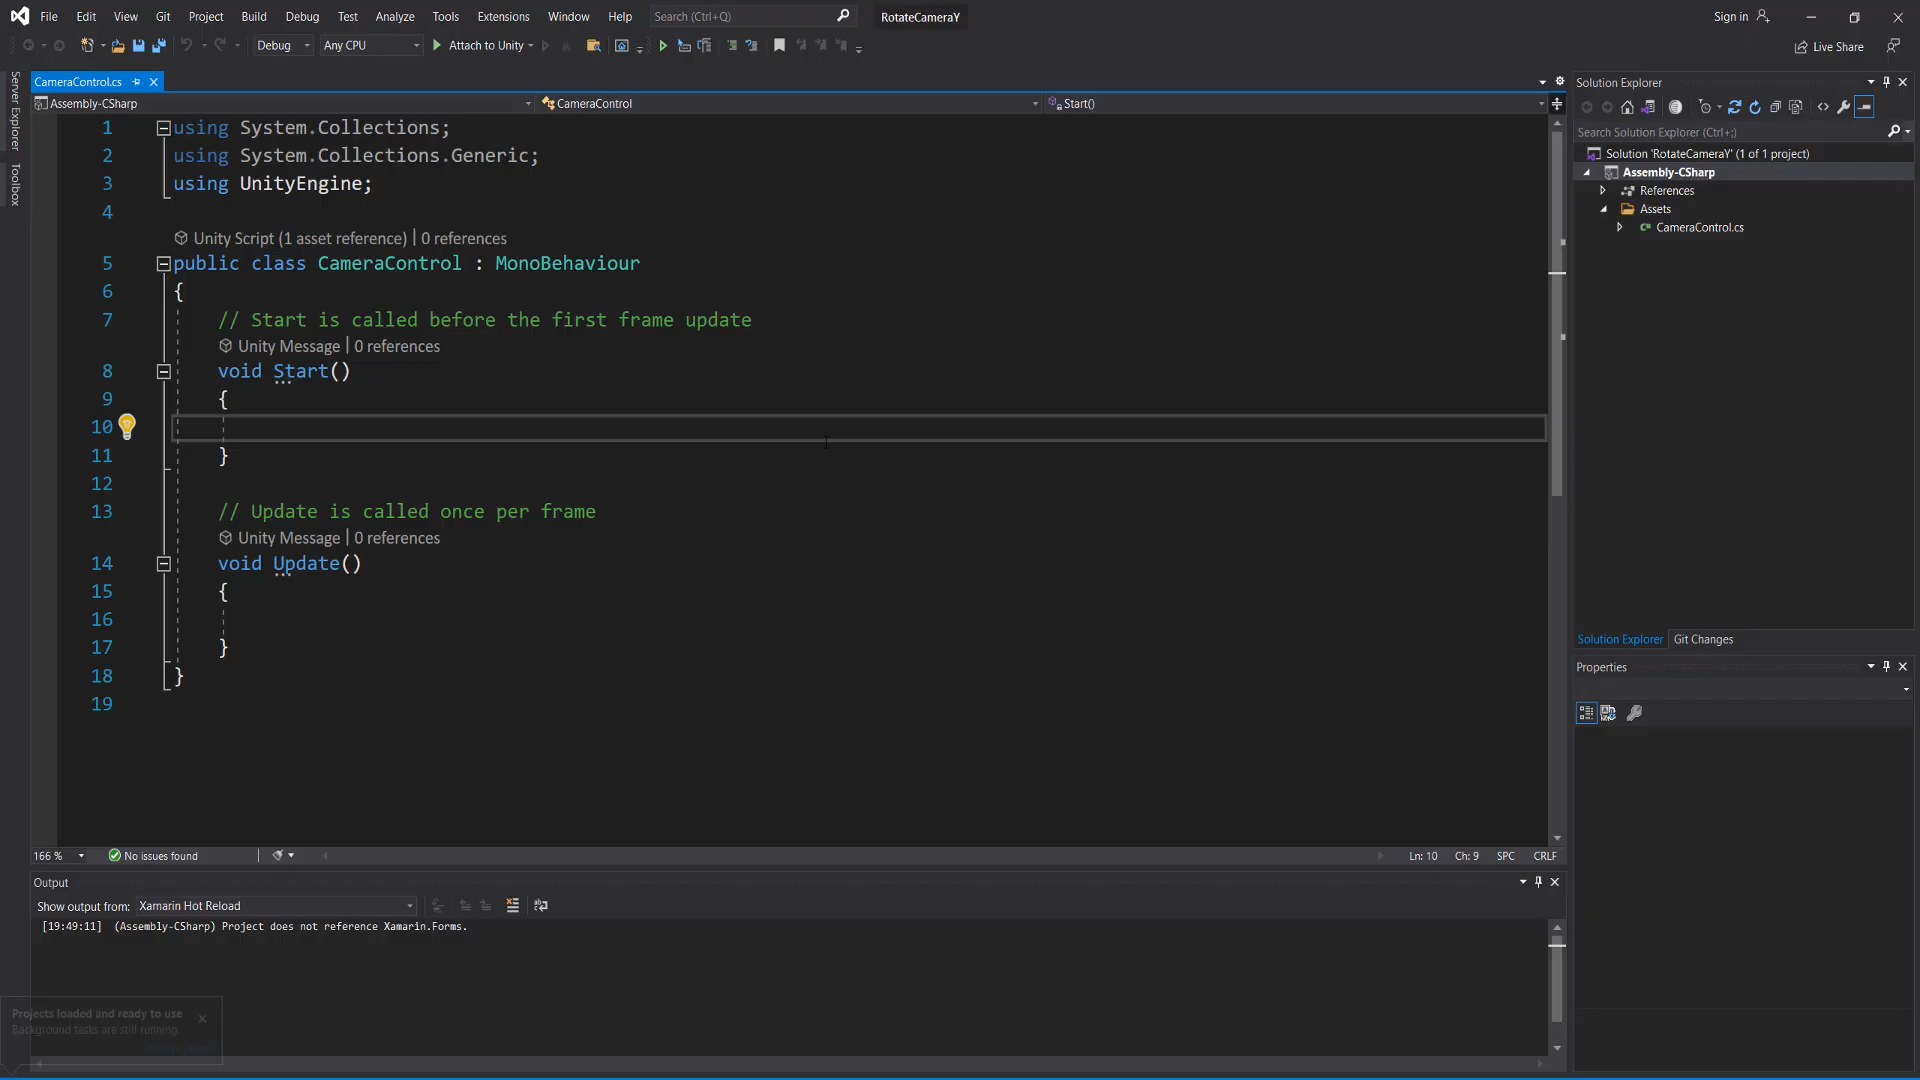 File Edit View Git Project Build Debug Test Analyze Tools Extensions Window Help Search (Ctrl+Q) RotateCameraY Sign in
Debug Any CPU Attach to Unity Live Share
Server Explorer
Toolbox
CameraControl.cs
Assembly-CSharp CameraControl Start()
1 using System.Collections;
2 using System.Collections.Generic;
3 using UnityEngine;
4
Unity Script (1 asset reference) | 0 references
5 public class CameraControl : MonoBehaviour
6 {
7 // Start is called before the first frame update
Unity Message | 0 references
8 void Start()
9 {
10
11 }
12
13 // Update is called once per frame
Unity Message | 0 references
14 void Update()
15 {
16
17 }
18 }
19
166 % No issues found Ln: 10 Ch: 9 SPC CRLF
Output
Show output from: Xamarin Hot Reload
[19:49:11] (Assembly-CSharp) Project does not reference Xamarin.Forms.
Projects loaded and ready to use
Background tasks are still running.
Solution Explorer
Search Solution Explorer (Ctrl+;)
Solution 'RotateCameraY' (1 of 1 project)
Assembly-CSharp
References
Assets
CameraControl.cs
Solution Explorer Git Changes
Properties